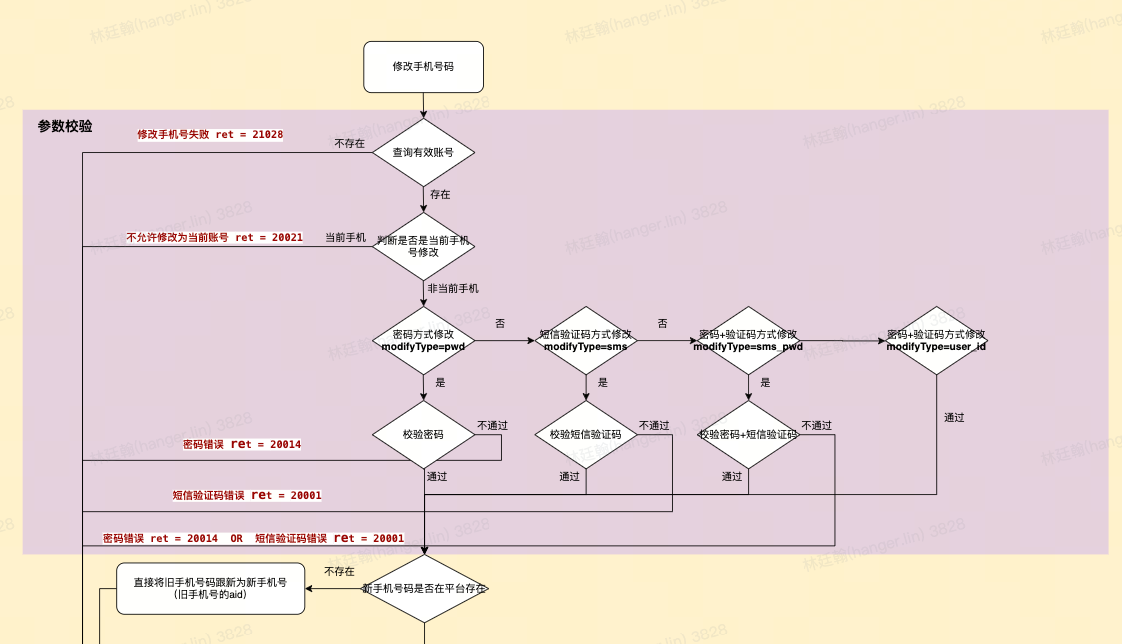 林廷翰(hanger.lin) 3828
林廷翰(hanger.lin) 3828
修改手机号码
参数校验
修改手机号失败 ret = 21028
不存在
查询有效账号
存在
不允许修改为当前账号 ret = 20021
当前手机
判断是否是当前手机
号修改
非当前手机
密码方式修改
modifyType=pwd
否
短信验证码方式修改
modifyType=sms
否
密码+验证码方式修改
modifyType=sms_pwd
密码+验证码方式修改
modifyType=user_id
是
是
是
通过
校验密码
不通过
校验短信验证码
不通过
校验密码+短信验证码
不通过
密码错误 ret = 20014
通过
通过
通过
短信验证码错误 ret = 20001
密码错误 ret = 20014 OR 短信验证码错误 ret = 20001
不存在
直接将旧手机号码跟新为新手机号
（旧手机号的aid）
新手机号码是否在平台存在